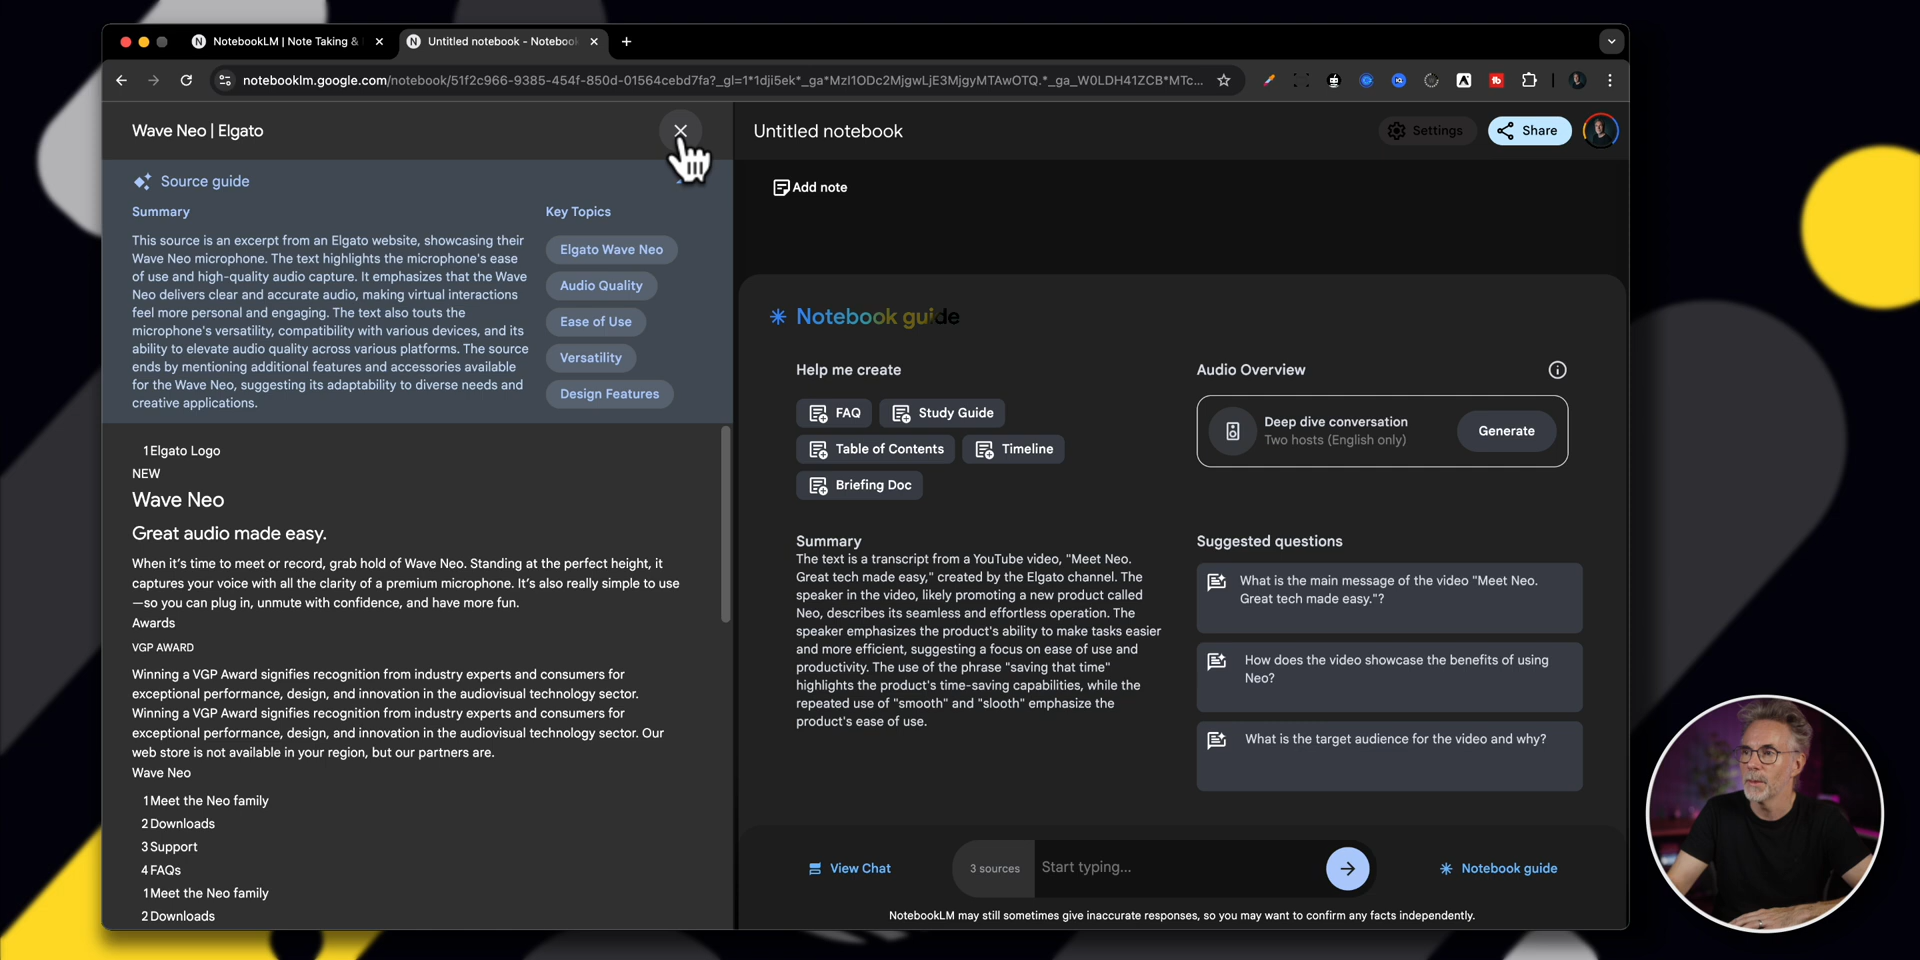 NotebookLM | Note Taking &
Untitled notebook - Noteboo
notebooklm.google.com/notebook/51f2c966-9385-454f-850d-01564cebd7fa?_gl=1*1dji5ek*_ga*MzI1ODc2MjgwLjE3MjgyMTAwOTQ.*_ga_W0LDH41ZCB*MTc...
Wave Neo | Elgato
Source guide
Summary
This source is an excerpt from an Elgato website, showcasing their
Wave Neo microphone. The text highlights the microphone's ease
of use and high-quality audio capture. It emphasizes that the Wave
Neo delivers clear and accurate audio, making virtual interactions
feel more personal and engaging. The text also touts the
microphone's versatility, compatibility with various devices, and its
ability to elevate audio quality across various platforms. The source
ends by mentioning additional features and accessories available
for the Wave Neo, suggesting its adaptability to diverse needs and
creative applications.
Key Topics
Elgato Wave Neo
Audio Quality
Ease of Use
Versatility
Design Features
1Elgato Logo
NEW
Wave Neo
Great audio made easy.
When it's time to meet or record, grab hold of Wave Neo. Standing at the perfect height, it
captures your voice with all the clarity of a premium microphone. It's also really simple to use
—so you can plug in, unmute with confidence, and have more fun.
Awards
VGP AWARD
Winning a VGP Award signifies recognition from industry experts and consumers for
exceptional performance, design, and innovation in the audiovisual technology sector.
Winning a VGP Award signifies recognition from industry experts and consumers for
exceptional performance, design, and innovation in the audiovisual technology sector. Our
web store is not available in your region, but our partners are.
Wave Neo
1Meet the Neo family
2Downloads
3Support
4FAQs
1Meet the Neo family
2Downloads
Untitled notebook
Settings
Share
Add note
Notebook guide
Help me create
FAQ
Study Guide
Table of Contents
Timeline
Briefing Doc
Audio Overview
Deep dive conversation
Two hosts (English only)
Generate
Summary
The text is a transcript from a YouTube video, "Meet Neo.
Great tech made easy," created by the Elgato channel. The
speaker in the video, likely promoting a new product called
Neo, describes its seamless and effortless operation. The
speaker emphasizes the product's ability to make tasks easier
and more efficient, suggesting a focus on ease of use and
productivity. The use of the phrase "saving that time"
highlights the product's time-saving capabilities, while the
repeated use of "smooth" and "slooth" emphasize the
product's ease of use.
Suggested questions
What is the main message of the video "Meet Neo.
Great tech made easy."?
How does the video showcase the benefits of using
Neo?
What is the target audience for the video and why?
View Chat
3 sources
Start typing...
Notebook guide
NotebookLM may still sometimes give inaccurate responses, so you may want to confirm any facts independently.